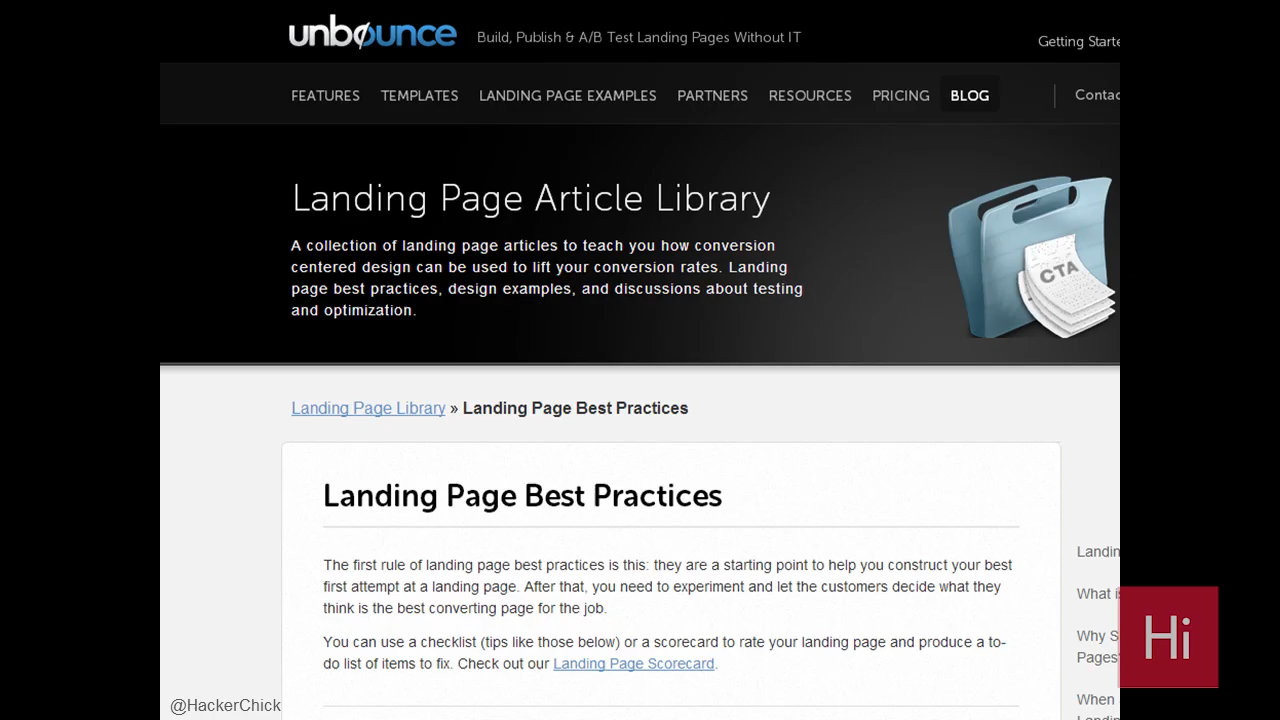 unbounce Build, Publish & A/B Test Landing Pages Without IT
Getting Starte
FEATURES TEMPLATES LANDING PAGE EXAMPLES PARTNERS RESOURCES PRICING BLOG Contac
Landing Page Article Library
A collection of landing page articles to teach you how conversion
centered design can be used to lift your conversion rates. Landing
page best practices, design examples, and discussions about testing
and optimization.
CTA
Landing Page Library » Landing Page Best Practices
Landing Page Best Practices
The first rule of landing page best practices is this: they are a starting point to help you construct your best
first attempt at a landing page. After that, you need to experiment and let the customers decide what they
think is the best converting page for the job.
You can use a checklist (tips like those below) or a scorecard to rate your landing page and produce a to-
do list of items to fix. Check out our Landing Page Scorecard.
Landin
What i
Why S
Pages
When
Landin
Hi
@HackerChick